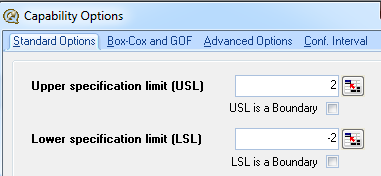 Capability Options
Standard Options Box-Cox and GOF Advanced Options Conf. Interval
Upper specification limit (USL) 2
USL is a Boundary
Lower specification limit (LSL) -2
LSL is a Boundary